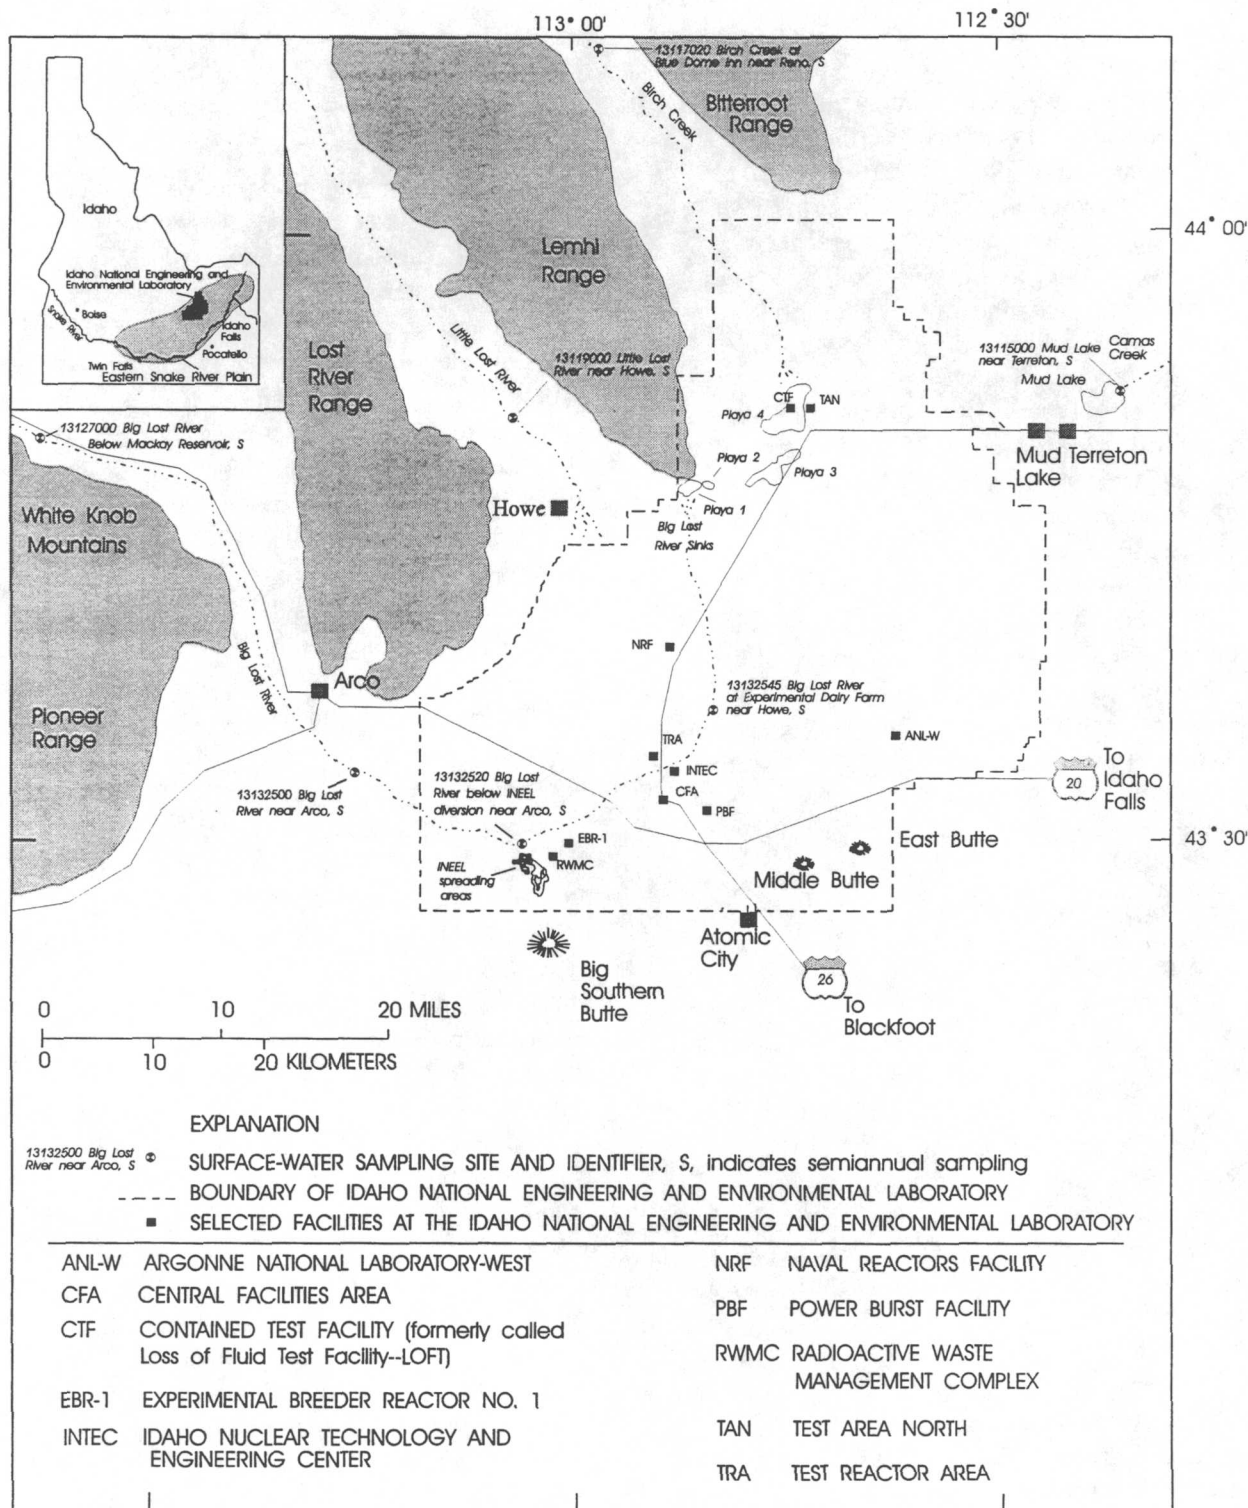 113° 00'
112° 30'
13117020 Birch Creek at
Blue Dome Inn near Reno, S
Birch Creek
Bitterroot
Range
44° 00'
Idaho
Idaho National Engineering and
Environmental Laboratory
Snake River
Boise
Idaho
Falls
Pocatello
Twin Falls
Eastern Snake River Plain
Lemhi
Range
Lost
River
Range
Little Lost River
13119000 Little Lost
River near Howe, S
13115000 Mud Lake
near Terreton, S
Camas
Creek
Mud Lake
CTF
TAN
Playa 4
Playa 2
Playa 3
Playa 1
13127000 Big Lost River
Below Mackay Reservoir, S
Mud
Lake
Terreton
White Knob
Mountains
Howe
Big Lost
River Sinks
NRF
Big Lost River
Arco
13132545 Big Lost River
at Experimental Dairy Farm
near Howe, S
Pioneer
Range
ANL-W
TRA
INTEC
CFA
PBF
To
Idaho
Falls
20
13132500 Big Lost
River near Arco, S
13132520 Big Lost
River below INEEL
diversion near Arco, S
EBR-1
RWMC
INEEL
spreading
areas
East Butte
Middle Butte
43° 30'
Atomic
City
Big
Southern
Butte
26
To
Blackfoot
0 10 20 MILES
0 10 20 KILOMETERS
EXPLANATION
13132500 Big Lost
River near Arco, S
SURFACE-WATER SAMPLING SITE AND IDENTIFIER, S, indicates semiannual sampling
BOUNDARY OF IDAHO NATIONAL ENGINEERING AND ENVIRONMENTAL LABORATORY
SELECTED FACILITIES AT THE IDAHO NATIONAL ENGINEERING AND ENVIRONMENTAL LABORATORY
ANL-W ARGONNE NATIONAL LABORATORY-WEST
CFA CENTRAL FACILITIES AREA
CTF CONTAINED TEST FACILITY (formerly called
Loss of Fluid Test Facility--LOFT)
EBR-1 EXPERIMENTAL BREEDER REACTOR NO. 1
INTEC IDAHO NUCLEAR TECHNOLOGY AND
ENGINEERING CENTER
NRF NAVAL REACTORS FACILITY
PBF POWER BURST FACILITY
RWMC RADIOACTIVE WASTE
MANAGEMENT COMPLEX
TAN TEST AREA NORTH
TRA TEST REACTOR AREA